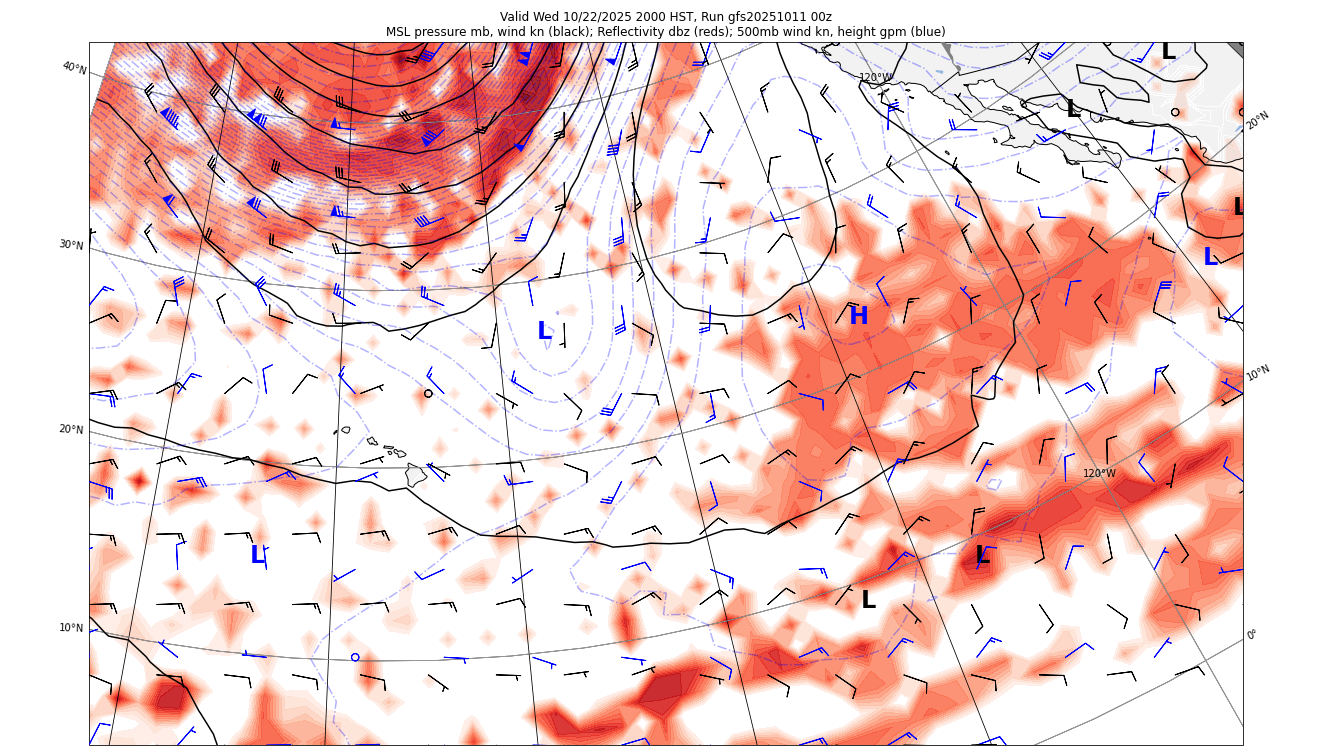 Valid Wed 10/22/2025 2000 HST, Run gfs20251011 00z
MSL pressure mb, wind kn (black); Reflectivity dbz (reds); 500mb wind kn, height gpm (blue)
40°N
120°W
L
L
20°N
30°N
L
L
H
L
10°N
20°N
120°W
L
L
L
10°N
0°